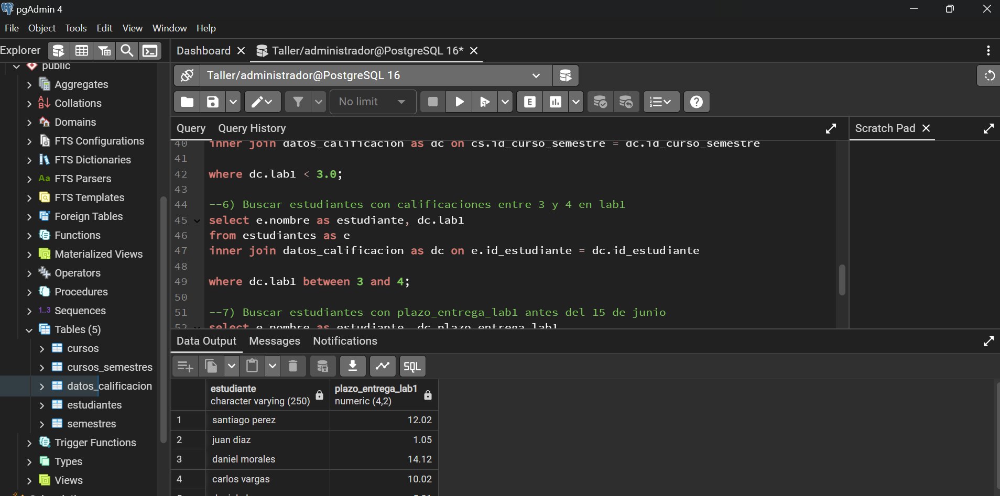 pgAdmin 4
File Object Tools Edit View Window Help
Explorer
Dashboard
Taller/administrador@PostgreSQL 16*
public
Aggregates
Collations
Domains
FTS Configurations
FTS Dictionaries
Aa FTS Parsers
FTS Templates
Foreign Tables
Functions
Materialized Views
Operators
Procedures
1..3 Sequences
Tables (5)
cursos
cursos_semestres
datos_calificacion
estudiantes
semestres
Trigger Functions
Types
Views
Taller/administrador@PostgreSQL 16
No limit
E
Query Query History
Scratch Pad
40 inner join datos_calificacion as dc on cs.id_curso_semestre = dc.id_curso_semestre
41
42 where dc.lab1 < 3.0;
43
44 --6) Buscar estudiantes con calificaciones entre 3 y 4 en lab1
45 select e.nombre as estudiante, dc.lab1
46 from estudiantes as e
47 inner join datos_calificacion as dc on e.id_estudiante = dc.id_estudiante
48
49 where dc.lab1 between 3 and 4;
50
51 --7) Buscar estudiantes con plazo_entrega_lab1 antes del 15 de junio
52 select e.nombre as estudiante, dc.plazo_entrega_lab1
Data Output Messages Notifications
SQL
estudiante plazo_entrega_lab1
character varying (250) numeric (4,2)
1 santiago perez 12.02
2 juan diaz 1.05
3 daniel morales 14.12
4 carlos vargas 10.02